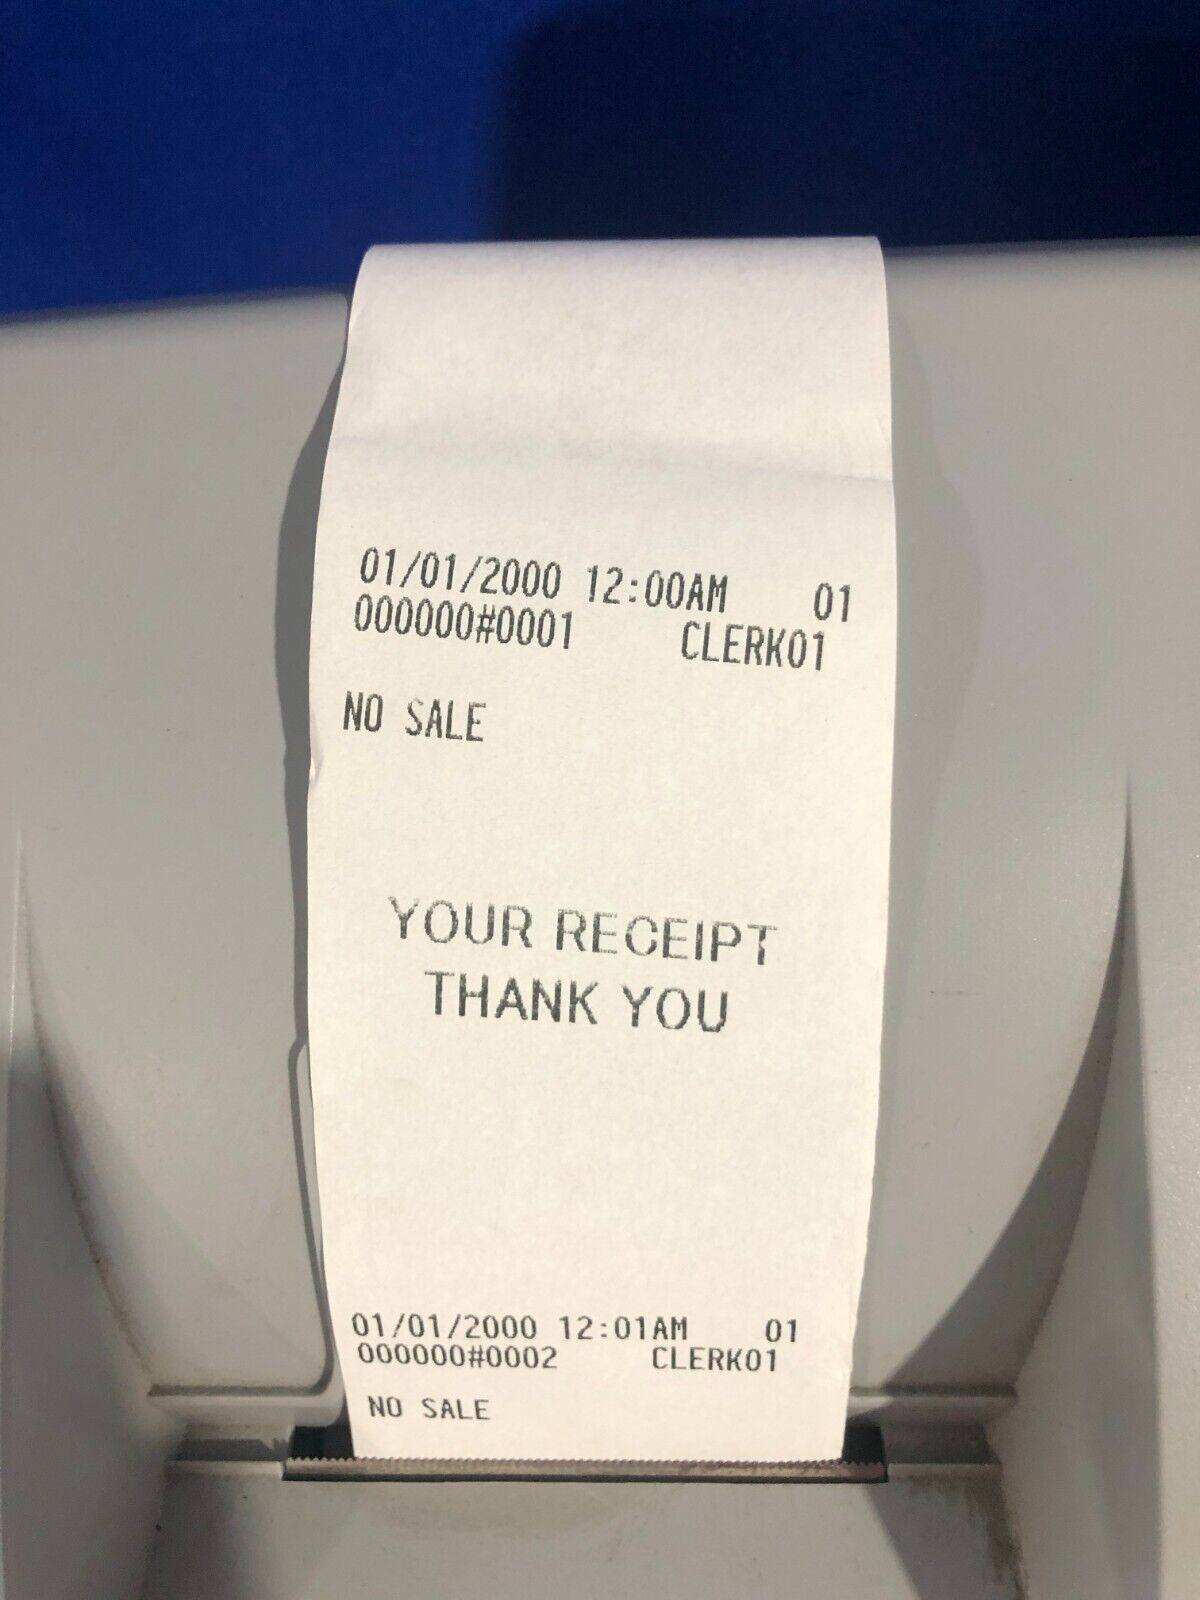 01/01/2000 12:00AM 01
000000#0001 CLERK01
NO SALE
YOUR RECEIPT
THANK YOU
01/01/2000 12:01AM 01
000000#0002 CLERK01
NO SALE